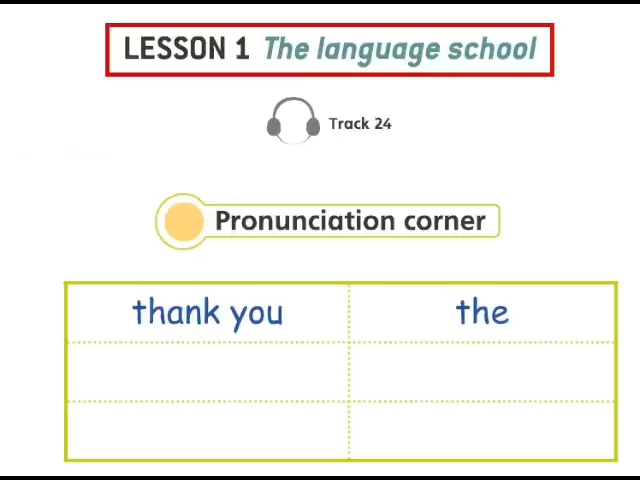 LESSON 1 The language school
Track 24
Pronunciation corner
thank you the